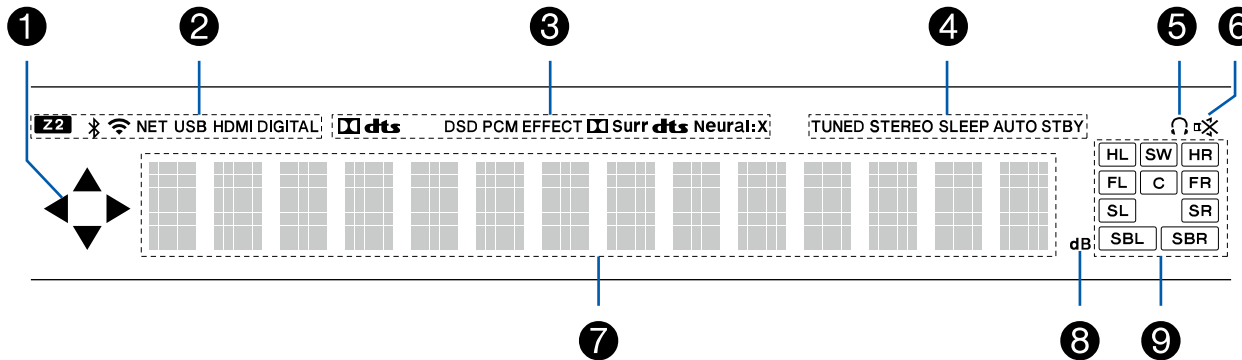 1 2 3 4 5 6
Z2 NET USB HDMI DIGITAL dts DSD PCM EFFECT Surr dts Neural:X TUNED STEREO SLEEP AUTO STBY
HL SW HR
FL C FR
SL SR
dB SBL SBR
7 8 9